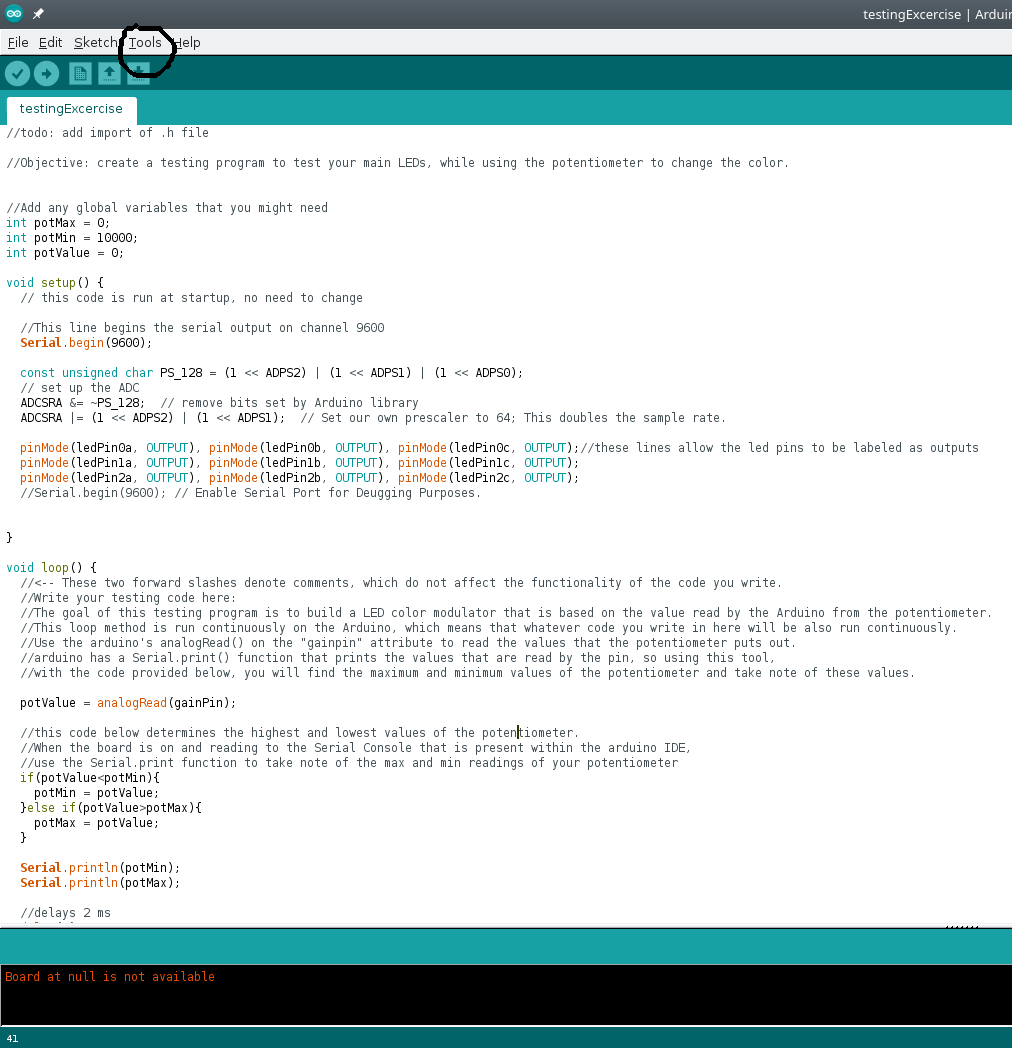 testingExcercise | Ardui
File Edit Sketch Tools Help
testingExcercise
//todo: add import of .h file
//Objective: create a testing program to test your main LEDs, while using the potentiometer to change the color.
//Add any global variables that you might need
int potMax = 0;
int potMin = 10000;
int potValue = 0;
void setup() {
// this code is run at startup, no need to change
//This line begins the serial output on channel 9600
Serial.begin(9600);
const unsigned char PS_128 = (1 << ADPS2) | (1 << ADPS1) | (1 << ADPS0);
// set up the ADC
ADCSRA &= ~PS_128;  // remove bits set by Arduino library
ADCSRA |= (1 << ADPS2) | (1 << ADPS1);  // Set our own prescaler to 64; This doubles the sample rate.
pinMode(ledPin0a, OUTPUT), pinMode(ledPin0b, OUTPUT), pinMode(ledPin0c, OUTPUT);//these lines allow the led pins to be labeled as outputs
pinMode(ledPin1a, OUTPUT), pinMode(ledPin1b, OUTPUT), pinMode(ledPin1c, OUTPUT);
pinMode(ledPin2a, OUTPUT), pinMode(ledPin2b, OUTPUT), pinMode(ledPin2c, OUTPUT);
//Serial.begin(9600); // Enable Serial Port for Deugging Purposes.
}
void loop() {
//<-- These two forward slashes denote comments, which do not affect the functionality of the code you write.
//Write your testing code here:
//The goal of this testing program is to build a LED color modulator that is based on the value read by the Arduino from the potentiometer.
//This loop method is run continuously on the Arduino, which means that whatever code you write in here will be also run continuously.
//Use the arduino's analogRead() on the "gainpin" attribute to read the values that the potentiometer puts out.
//arduino has a Serial.print() function that prints the values that are read by the pin, so using this tool,
//with the code provided below, you will find the maximum and minimum values of the potentiometer and take note of these values.
potValue = analogRead(gainPin);
//this code below determines the highest and lowest values of the potentiometer.
//When the board is on and reading to the Serial Console that is present within the arduino IDE,
//use the Serial.print function to take note of the max and min readings of your potentiometer
if(potValue<potMin){
potMin = potValue;
}else if(potValue>potMax){
potMax = potValue;
}
Serial.println(potMin);
Serial.println(potMax);
//delays 2 ms
Board at null is not available
41